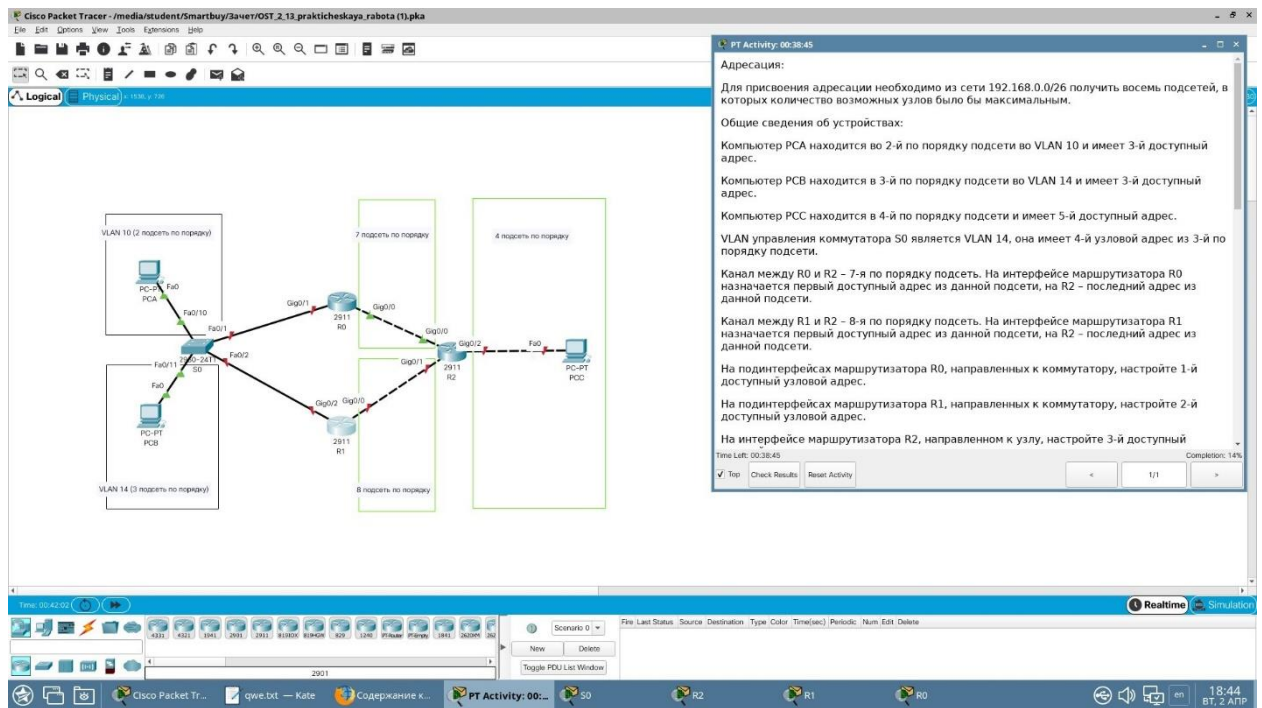 Cisco Packet Tracer - /media/student/Smartbuy/Зачет/OST_2_13_prakticheskaya_rabota (1).pka
File Edit Options View Tools Extensions Help
Logical
Physical
PT Activity: 00:38:45
Адресация:
Для присвоения адресации необходимо из сети 192.168.0.0/26 получить восемь подсетей, в
которых количество возможных узлов было бы максимальным.
Общие сведения об устройствах:
Компьютер PCA находится во 2-й по порядку подсети во VLAN 10 и имеет 3-й доступный
адрес.
Компьютер PCB находится в 3-й по порядку подсети во VLAN 14 и имеет 3-й доступный
адрес.
Компьютер PCC находится в 4-й по порядку подсети и имеет 5-й доступный адрес.
VLAN управления коммутатора S0 является VLAN 14, она имеет 4-й узловой адрес из 3-й по
порядку подсети.
Канал между R0 и R2 – 7-я по порядку подсеть. На интерфейсе маршрутизатора R0
назначается первый доступный адрес из данной подсети, на R2 – последний адрес из
данной подсети.
Канал между R1 и R2 – 8-я по порядку подсеть. На интерфейсе маршрутизатора R1
назначается первый доступный адрес из данной подсети, на R2 – последний адрес из
данной подсети.
На подинтерфейсах маршрутизатора R0, направленных к коммутатору, настройте 1-й
доступный узловой адрес.
На подинтерфейсах маршрутизатора R1, направленных к коммутатору, настройте 2-й
доступный узловой адрес.
На интерфейсе маршрутизатора R2, направленном к узлу, настройте 3-й доступный
Time Left: 00:38:45
Completion: 14%
Top
Check Results
Reset Activity
<
1/1
>
VLAN 10 (2 подсеть по порядку)
7 подсеть по порядку
4 подсеть по порядку
PC-PT
PCA
Fa0
Fa0/10
Fa0/1
Gig0/1
Gig0/0
2911
R0
Gig0/0
Gig0/2
Fa0
Gig0/1
2911
R2
PC-PT
PCC
Fa0/11
S0
Fa0/2
Fa0
Gig0/2
Gig0/0
PC-PT
PCB
2911
R1
VLAN 14 (3 подсеть по порядку)
8 подсеть по порядку
Time: 00:42:02
Realtime
Simulation
4331 4321 1941 2901 2911 819IOX 819HGW 829 1240 PT-Router PT-Empty 1841 2620XM
2901
Scenario 0
New
Delete
Toggle PDU List Window
Fire Last Status Source Destination Type Color Time(sec) Periodic Num Edit Delete
Cisco Packet Tr...
qwe.txt — Kate
Содержание к...
PT Activity: 00:...
S0
R2
R1
R0
en
18:44
ВТ, 2 АПР